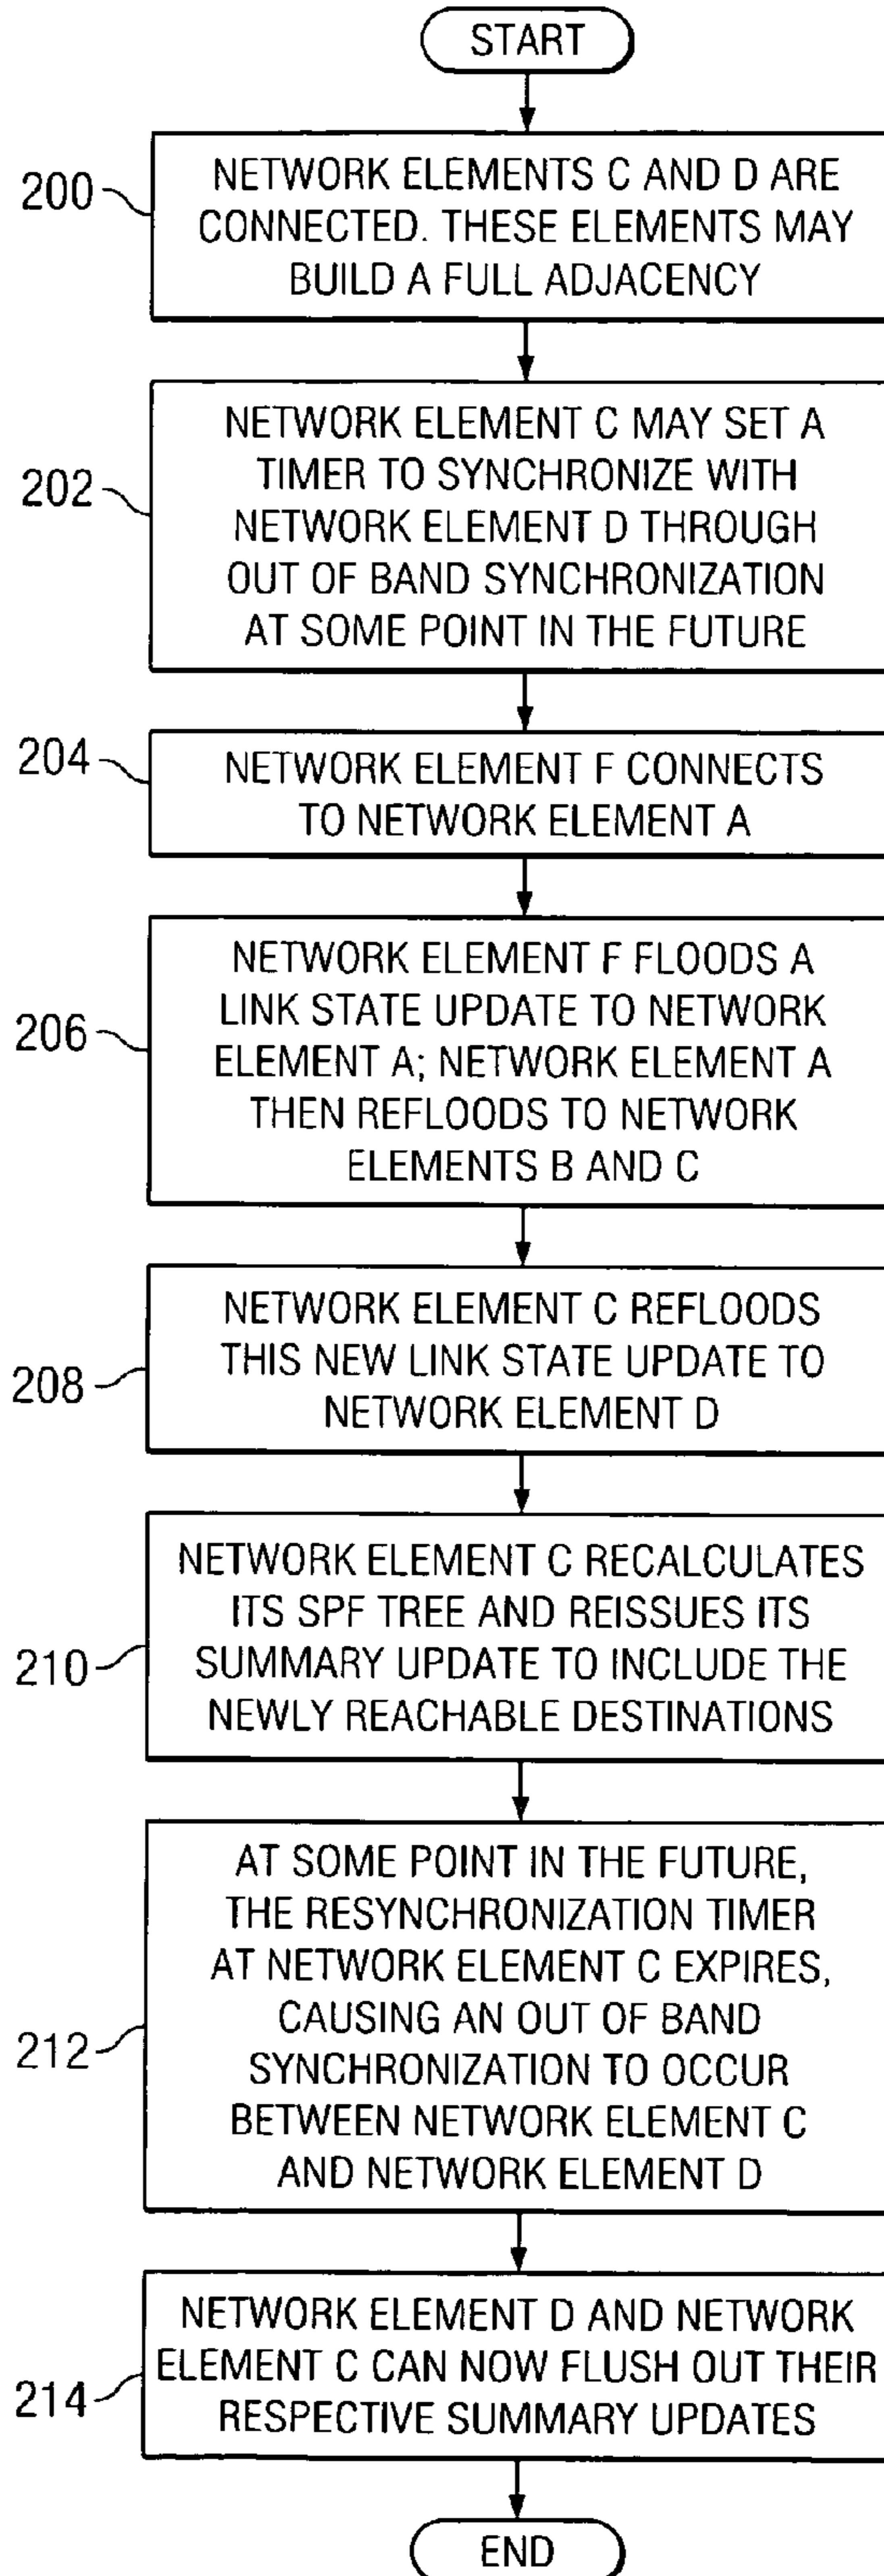 START
200
NETWORK ELEMENTS C AND D ARE
CONNECTED. THESE ELEMENTS MAY
BUILD A FULL ADJACENCY
202
NETWORK ELEMENT C MAY SET A
TIMER TO SYNCHRONIZE WITH
NETWORK ELEMENT D THROUGH
OUT OF BAND SYNCHRONIZATION
AT SOME POINT IN THE FUTURE
204
NETWORK ELEMENT F CONNECTS
TO NETWORK ELEMENT A
206
NETWORK ELEMENT F FLOODS A
LINK STATE UPDATE TO NETWORK
ELEMENT A; NETWORK ELEMENT A
THEN REFLOODS TO NETWORK
ELEMENTS B AND C
208
NETWORK ELEMENT C REFLOODS
THIS NEW LINK STATE UPDATE TO
NETWORK ELEMENT D
210
NETWORK ELEMENT C RECALCULATES
ITS SPF TREE AND REISSUES ITS
SUMMARY UPDATE TO INCLUDE THE
NEWLY REACHABLE DESTINATIONS
212
AT SOME POINT IN THE FUTURE,
THE RESYNCHRONIZATION TIMER
AT NETWORK ELEMENT C EXPIRES,
CAUSING AN OUT OF BAND
SYNCHRONIZATION TO OCCUR
BETWEEN NETWORK ELEMENT C
AND NETWORK ELEMENT D
214
NETWORK ELEMENT D AND NETWORK
ELEMENT C CAN NOW FLUSH OUT THEIR
RESPECTIVE SUMMARY UPDATES
END